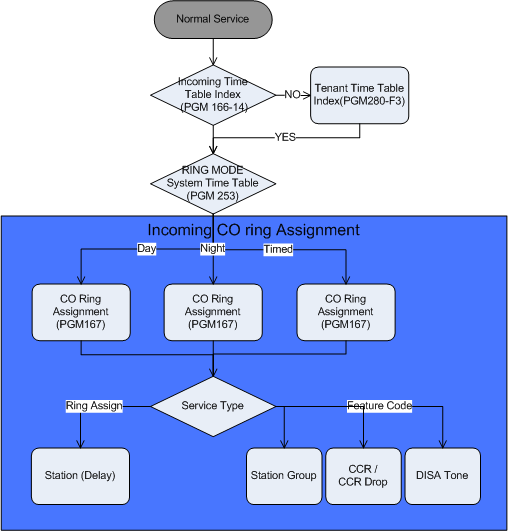 Normal Service
Incoming Time
Table Index
(PGM 166-14)
NO
Tenant Time Table
Index(PGM280-F3)
YES
RING MODE
System Time Table
(PGM 253)
Incoming CO ring Assignment
Day
Night
Timed
CO Ring
Assignment
(PGM167)
CO Ring
Assignment
(PGM167)
CO Ring
Assignment
(PGM167)
Ring Assign
Service Type
Feature Code
Station (Delay)
Station Group
CCR /
CCR Drop
DISA Tone